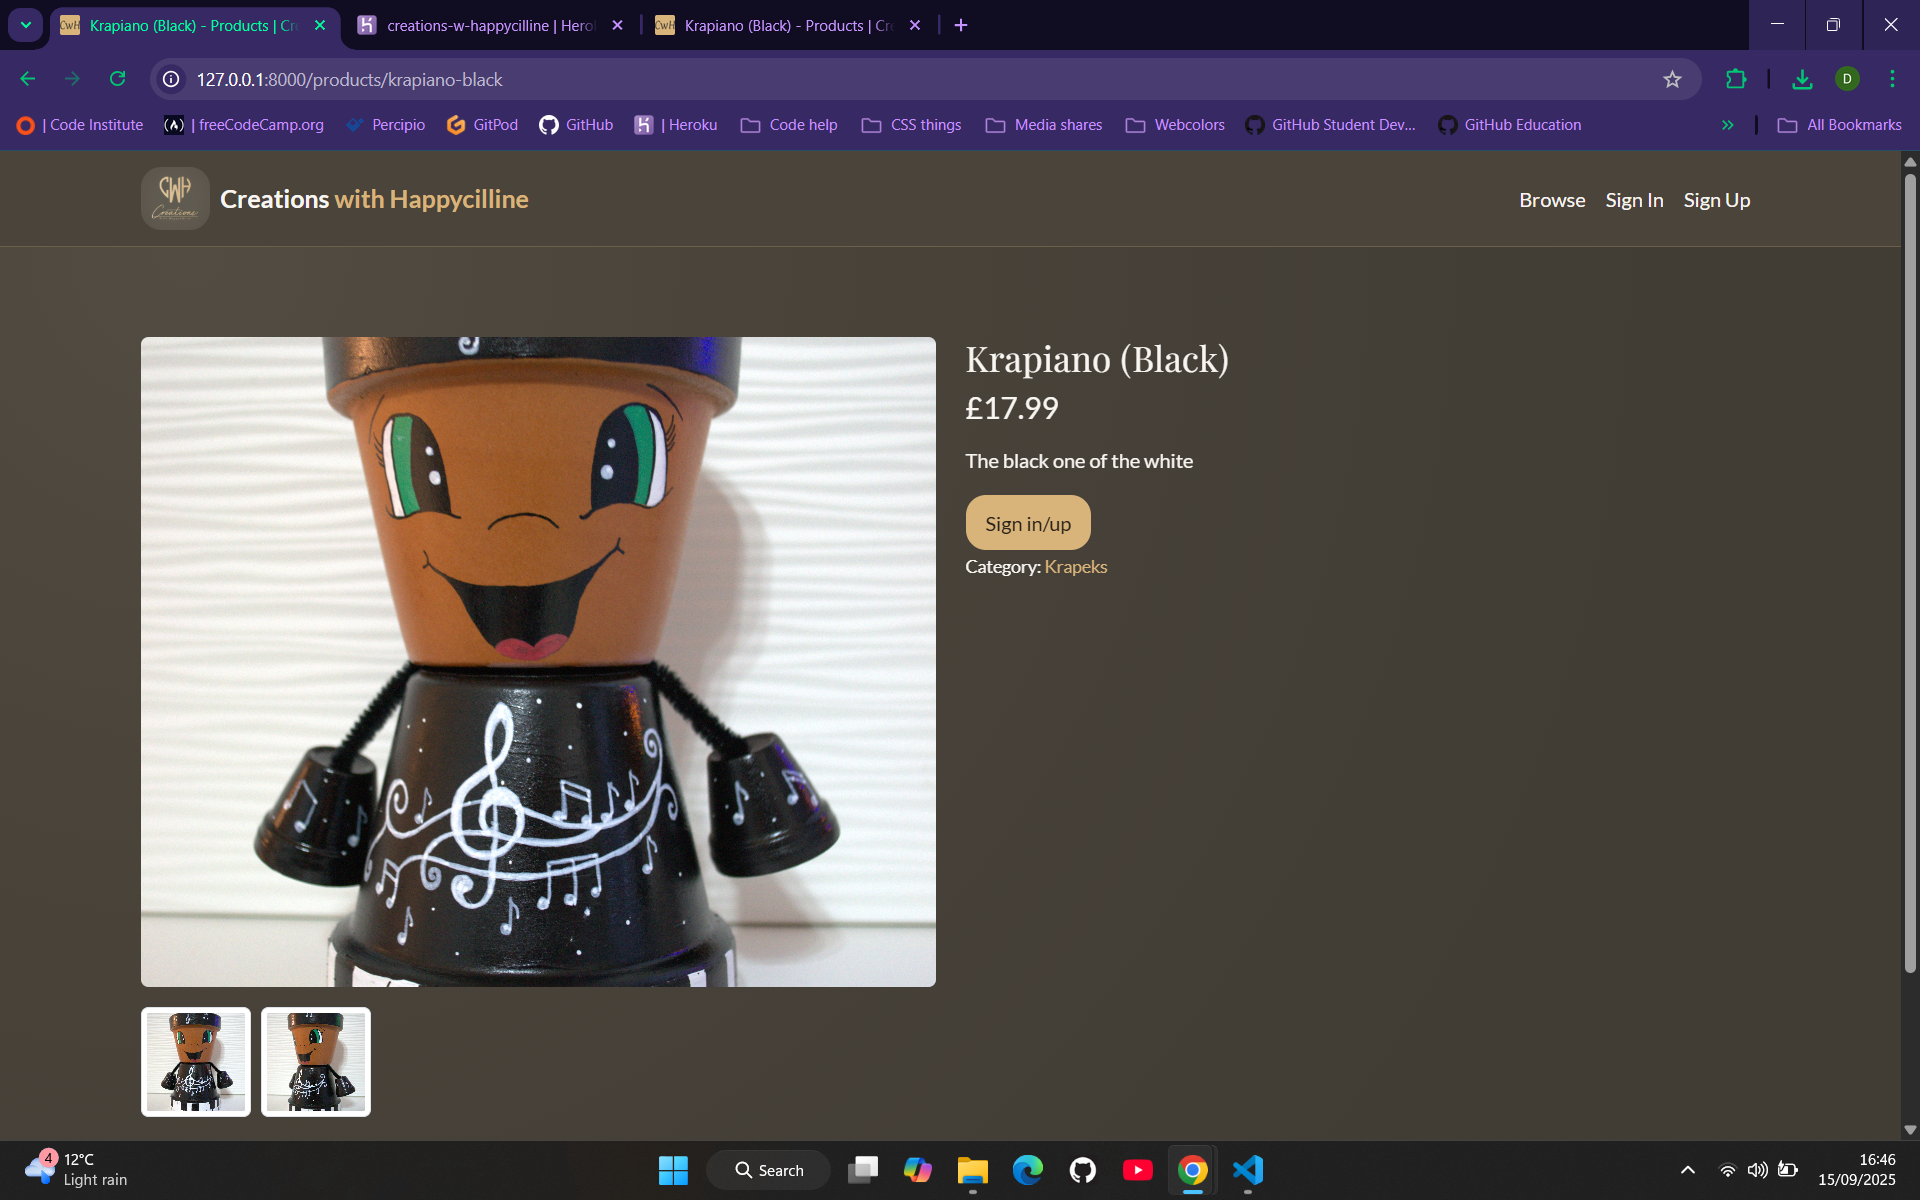 Krapiano (Black) - Products | Cr
creations-w-happycilline | Hero
Krapiano (Black) - Products | Cr
127.0.0.1:8000/products/krapiano-black
D
| Code Institute
| freeCodeCamp.org
Percipio
GitPod
GitHub
| Heroku
Code help
CSS things
Media shares
Webcolors
GitHub Student Dev...
GitHub Education
All Bookmarks
CWH
Creations
Creations with Happycilline
Browse
Sign In
Sign Up
Krapiano (Black)
£17.99
The black one of the white
Sign in/up
Category: Krapeks
4
12°C
Light rain
Search
16:46
15/09/2025